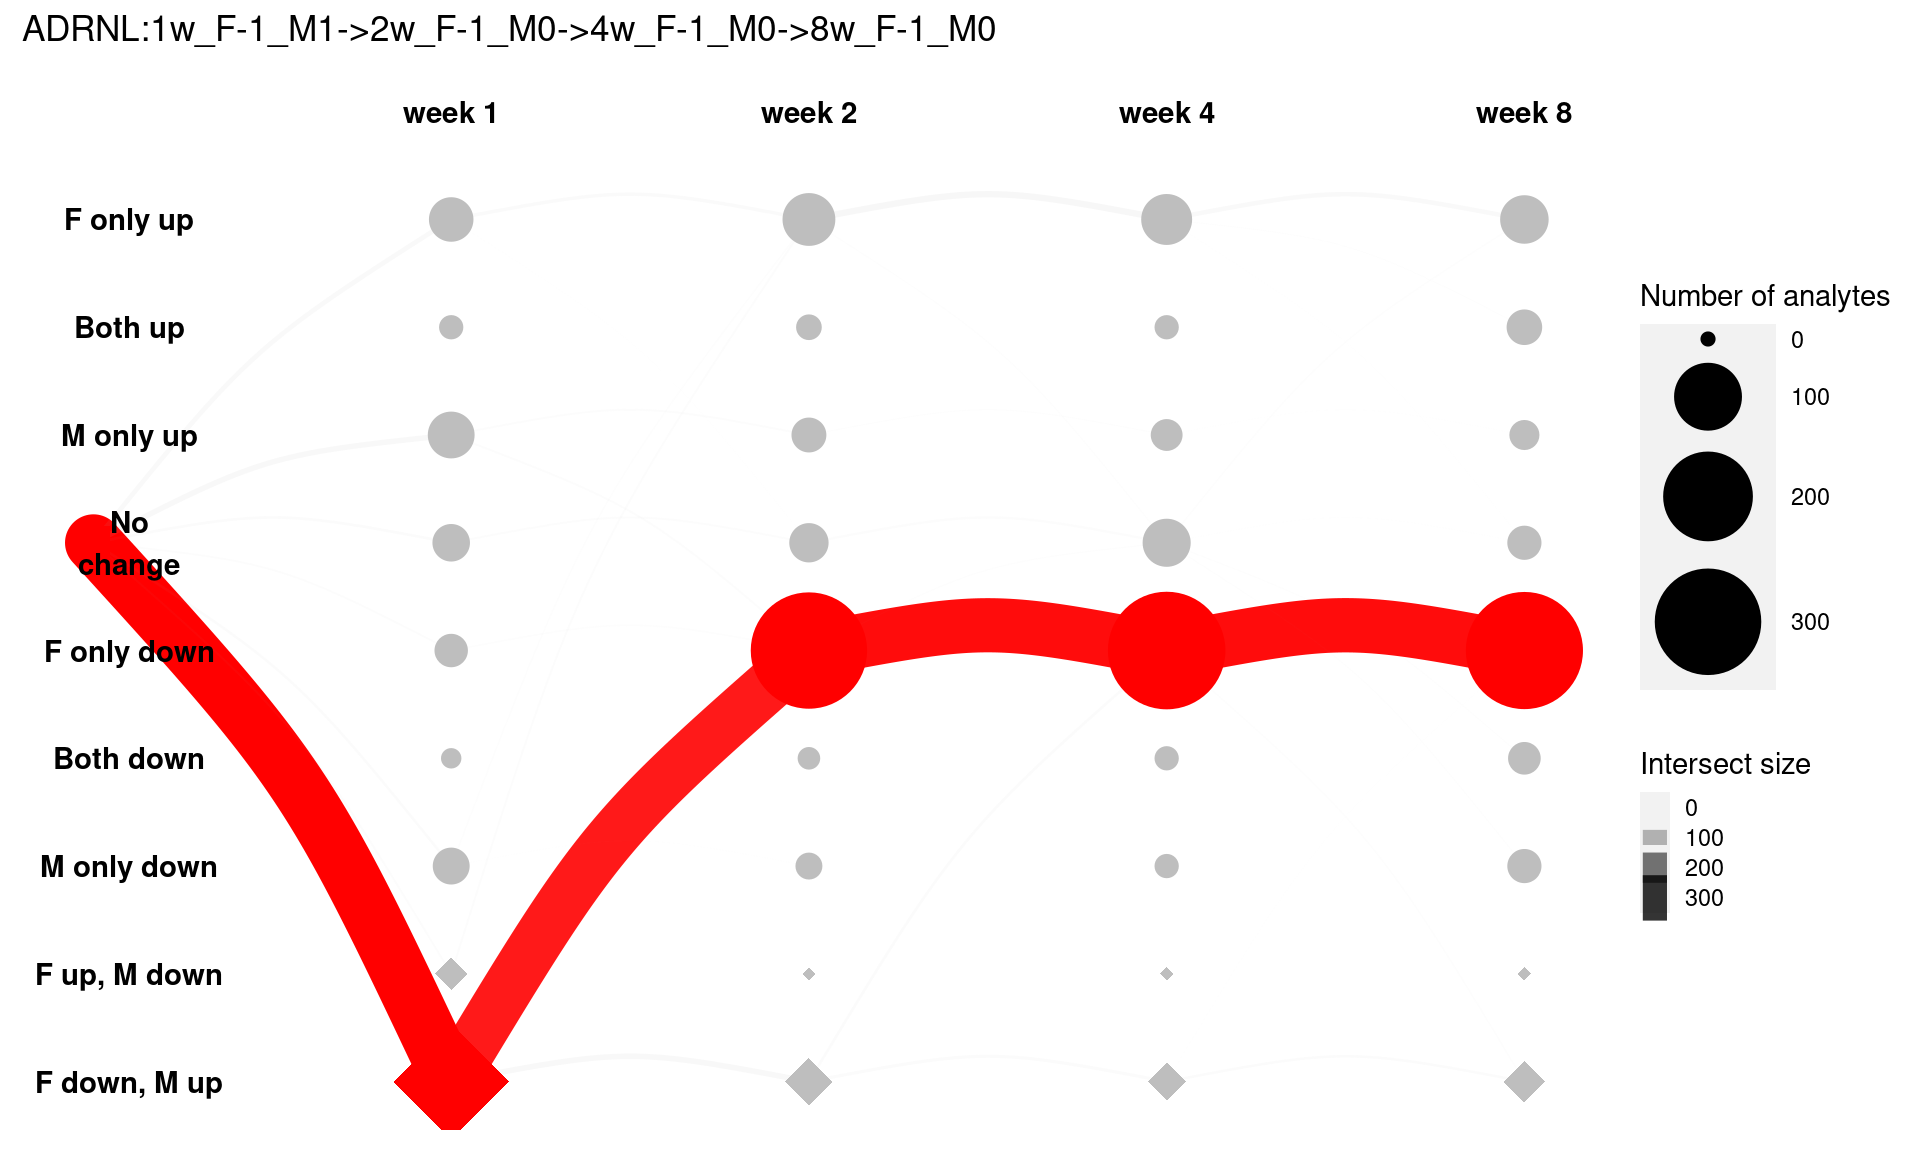 ADRNL:1w_F-1_M1->2w_F-1_M0->4w_F-1_M0->8w_F-1_M0
week 1
week 2
week 4
week 8
F only up
Both up
M only up
No
change
F only down
Both down
M only down
F up, M down
F down, M up
Number of analytes
0
100
200
300
Intersect size
0
100
200
300